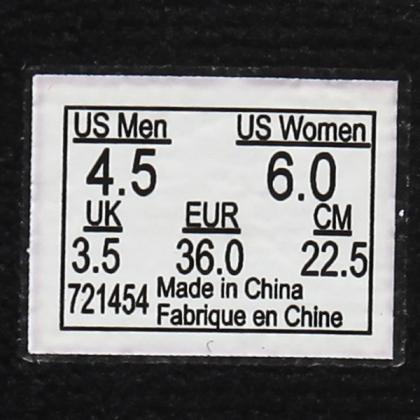 US Men US Women
4.5 6.0
UK EUR CM
3.5 36.0 22.5
721454 Made in China
Fabrique en Chine